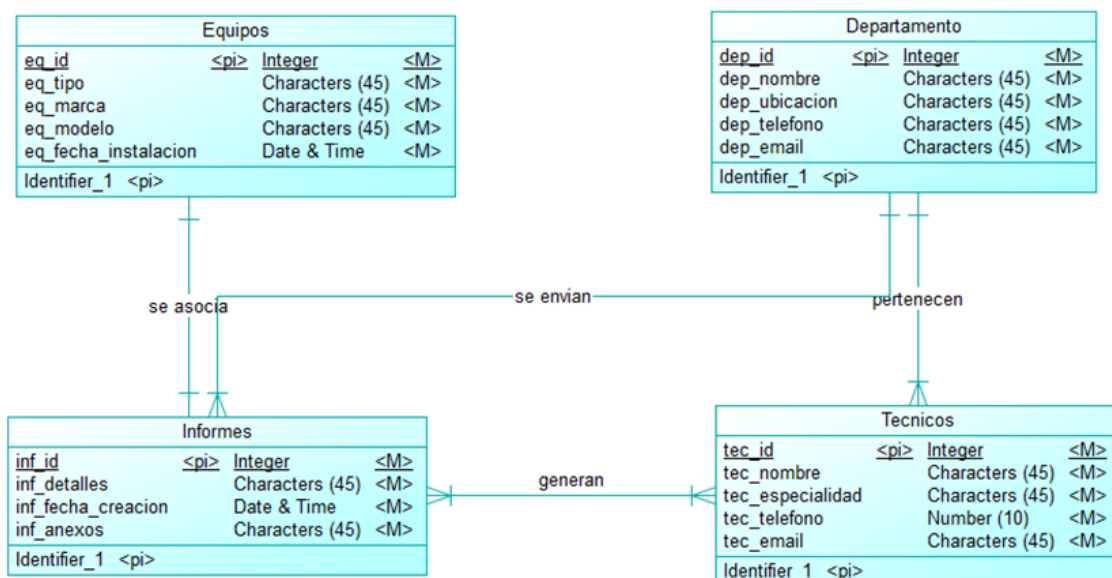 Equipos
eq_id <pi> Integer <M>
eq_tipo Characters (45) <M>
eq_marca Characters (45) <M>
eq_modelo Characters (45) <M>
eq_fecha_instalacion Date & Time <M>
Identifier_1 <pi>
Departamento
dep_id <pi> Integer <M>
dep_nombre Characters (45) <M>
dep_ubicacion Characters (45) <M>
dep_telefono Characters (45) <M>
dep_email Characters (45) <M>
Identifier_1 <pi>
se asocia
se envian
pertenecen
Informes
inf_id <pi> Integer <M>
inf_detalles Characters (45) <M>
inf_fecha_creacion Date & Time <M>
inf_anexos Characters (45) <M>
Identifier_1 <pi>
generan
Tecnicos
tec_id <pi> Integer <M>
tec_nombre Characters (45) <M>
tec_especialidad Characters (45) <M>
tec_telefono Number (10) <M>
tec_email Characters (45) <M>
Identifier_1 <pi>